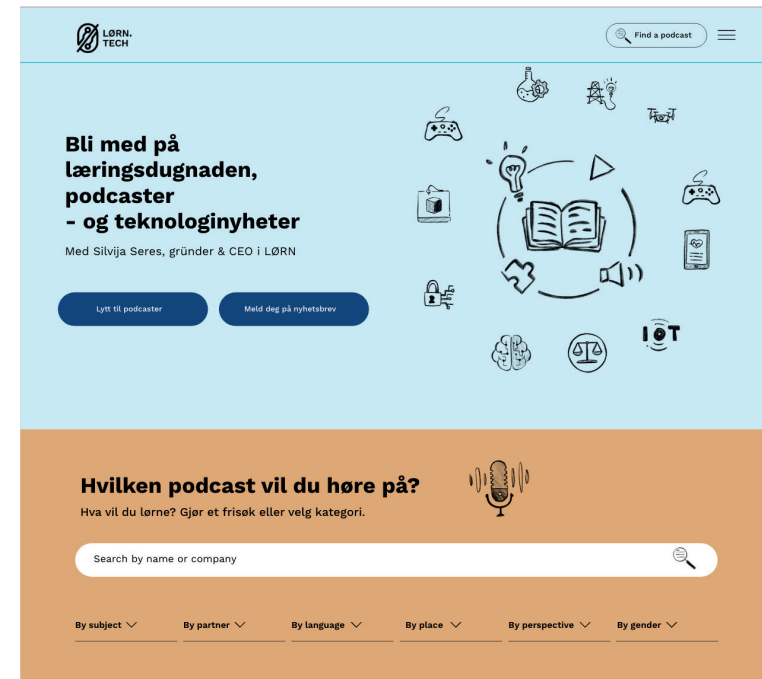 LØRN.
TECH
Find a podcast
Bli med på
læringsdugnaden,
podcaster
- og teknologinyheter
Med Silvija Seres, gründer & CEO i LØRN
Lytt til podcaster
Meld deg på nyhetsbrev
IoT
Hvilken podcast vil du høre på?
Hva vil du lørne? Gjør et frisøk eller velg kategori.
Search by name or company
By subject
By partner
By language
By place
By perspective
By gender